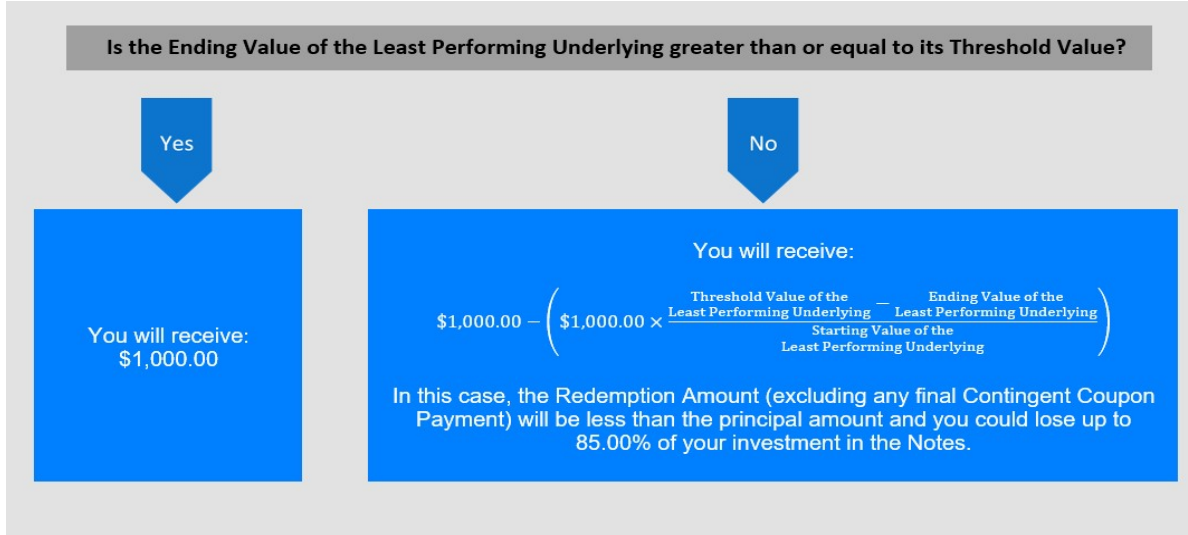 Is the Ending Value of the Least Performing Underlying greater than or equal to its Threshold Value?
Yes
No
You will receive:
$1,000.00
You will receive:
$1,000.00 − ($1,000.00 × (Threshold Value of the Least Performing Underlying − Ending Value of the Least Performing Underlying) / Starting Value of the Least Performing Underlying)
In this case, the Redemption Amount (excluding any final Contingent Coupon
Payment) will be less than the principal amount and you could lose up to
85.00% of your investment in the Notes.